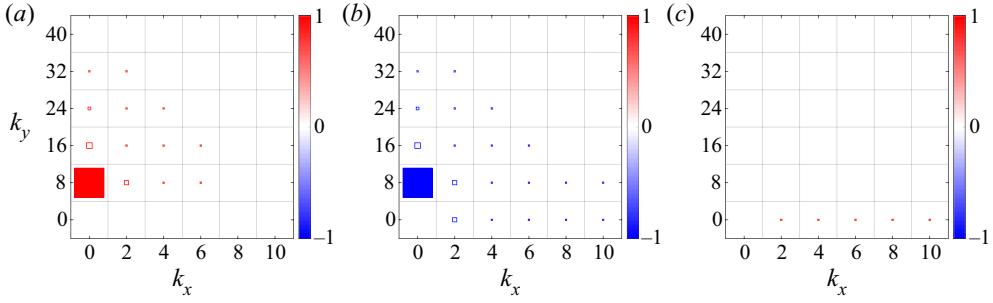 (a) (b) (c)
40 1 40 1 40 1
32 32 32
24 24 24
k_y 16 0 16 0 16 0
8 8 8
0 −1 0 −1 0 −1
0 2 4 6 8 10 0 2 4 6 8 10 0 2 4 6 8 10
k_x k_x k_x